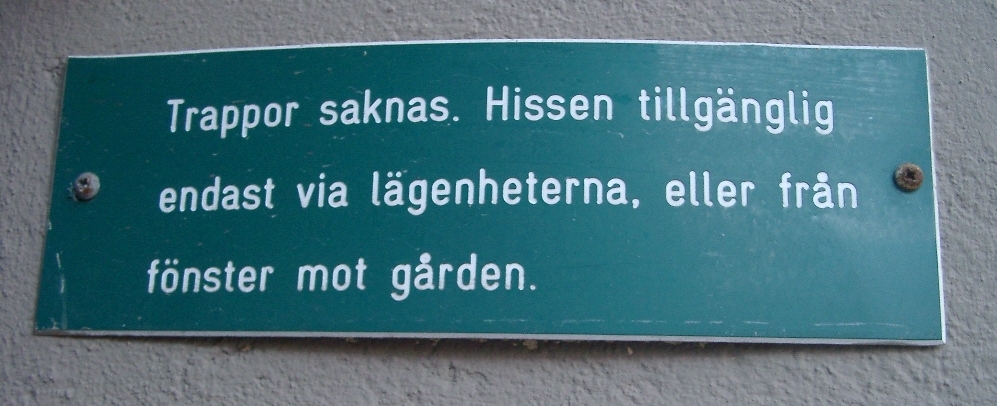 Trappor saknas. Hissen tillgänglig
endast via lägenheterna, eller från
fönster mot gården.